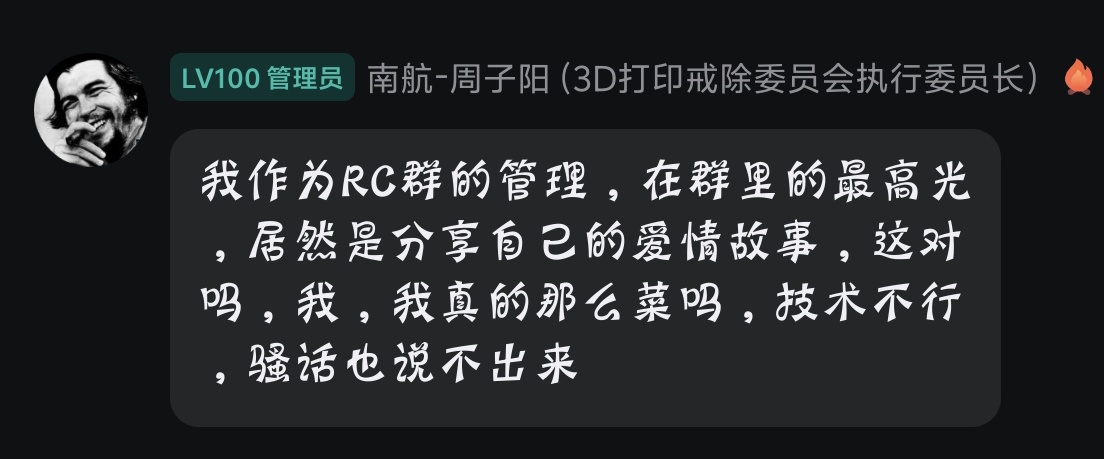 LV100 管理员 南航-周子阳 (3D打印戒除委员会执行委员长) 🔥
我作为RC群的管理，在群里的最高光
，居然是分享自己的爱情故事，这对
吗，我，我真的那么菜吗，技术不行
，骚话也说不出来